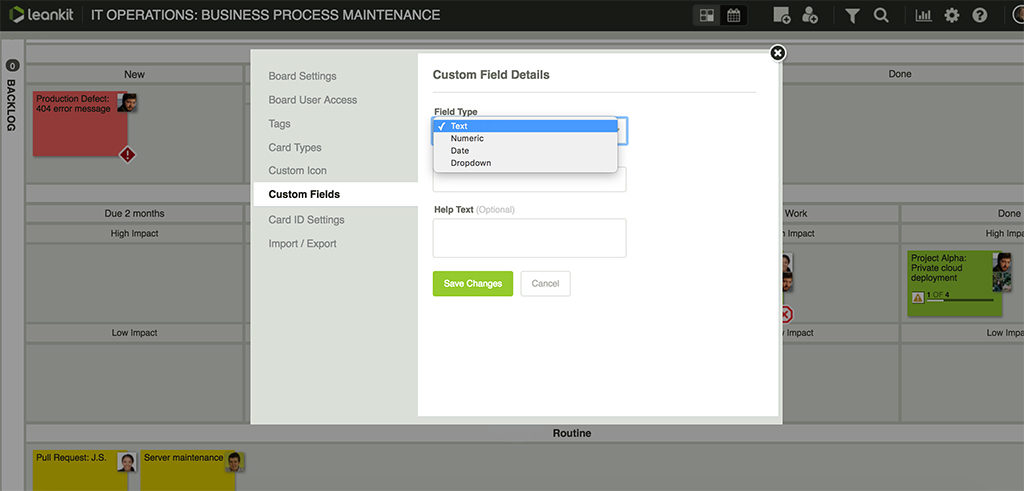 leankit
IT OPERATIONS: BUSINESS PROCESS MAINTENANCE
0
BACKLOG
New
Done
Production Defect:
404 error message
Board Settings
Board User Access
Tags
Card Types
Custom Icon
Custom Fields
Card ID Settings
Import / Export
Custom Field Details
Field Type
✓ Text
Numeric
Date
Dropdown
Help Text (Optional)
Save Changes
Cancel
Due 2 months
Work
Done
High Impact
Impact
High Impa
Project Alpha:
Private cloud
deployment
1 OF 4
Low Impact
Impact
Low Impa
Routine
Pull Request: J.S.
Server maintenance